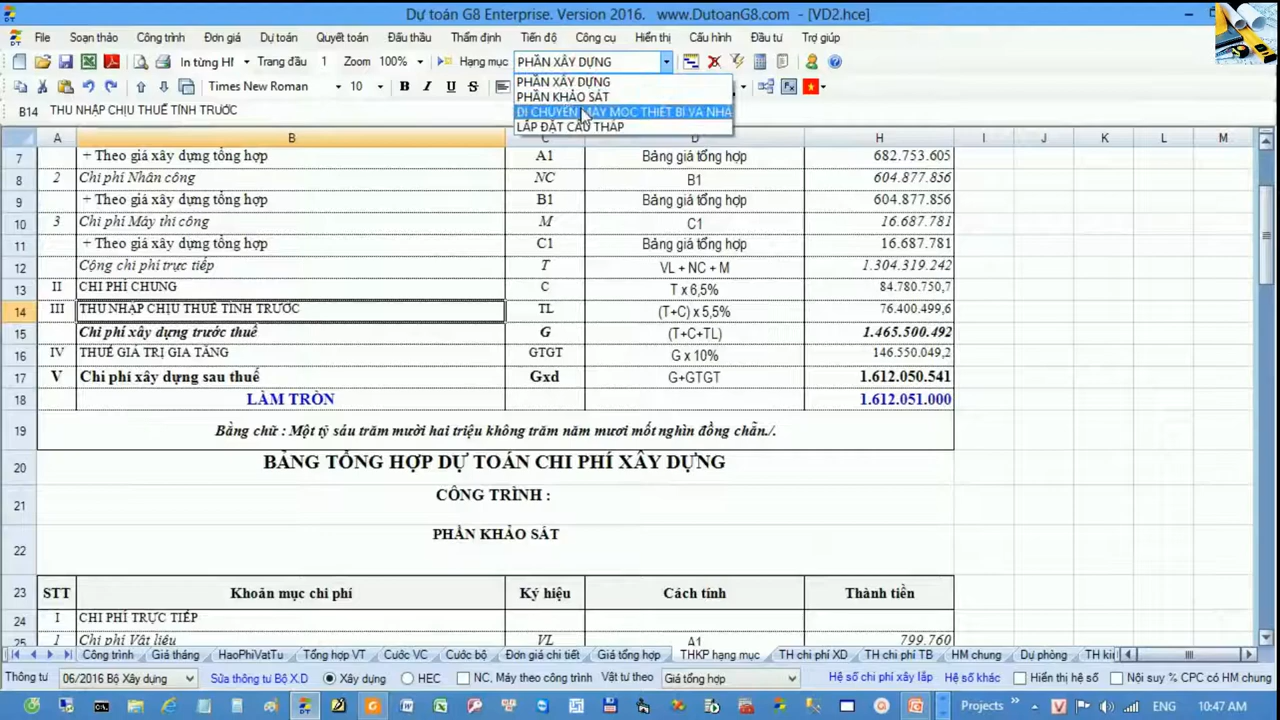 Dự toán G8 Enterprise. Version 2016. www.DutoanG8.com - [VD2.hce]
File Soạn thảo Công trình Đơn giá Dự toán Quyết toán Đấu thầu Thẩm định Tiến độ Công cụ Hiển thị Cấu hình Đầu tư Trợ giúp
In từng Hí Trang đầu 1 Zoom 100% Hạng mục PHẦN XÂY DỰNG
PHẦN XÂY DỰNG
PHẦN KHẢO SÁT
DI CHUYỂN MÁY MÓC THIẾT BỊ VÀ NHÂ
LẮP ĐẶT CẨU THÁP
Times New Roman 10 B I U S
B14 THU NHẬP CHỊU THUẾ TÍNH TRƯỚC
A B C D H I J K L M
7 + Theo giá xây dựng tổng hợp A1 Bảng giá tổng hợp 682.753.605
8 2 Chi phí Nhân công NC B1 604.877.856
9 + Theo giá xây dựng tổng hợp B1 Bảng giá tổng hợp 604.877.856
10 3 Chi phí Máy thi công M C1 16.687.781
11 + Theo giá xây dựng tổng hợp C1 Bảng giá tổng hợp 16.687.781
12 Cộng chi phí trực tiếp T VL + NC + M 1.304.319.242
13 II CHI PHÍ CHUNG C T x 6,5% 84.780.750,7
14 III THU NHẬP CHỊU THUẾ TÍNH TRƯỚC TL (T+C) x 5,5% 76.400.499,6
15 Chi phí xây dựng trước thuế G (T+C+TL) 1.465.500.492
16 IV THUẾ GIÁ TRỊ GIA TĂNG GTGT G x 10% 146.550.049,2
17 V Chi phí xây dựng sau thuế Gxd G+GTGT 1.612.050.541
18 LÀM TRÒN 1.612.051.000
19 Bằng chữ : Một tỷ sáu trăm mười hai triệu không trăm năm mươi mốt nghìn đồng chẵn./.
20 BẢNG TỔNG HỢP DỰ TOÁN CHI PHÍ XÂY DỰNG
21 CÔNG TRÌNH :
22 PHẦN KHẢO SÁT
23 STT Khoản mục chi phí Ký hiệu Cách tính Thành tiền
24 I CHI PHÍ TRỰC TIẾP
25 1 Chi phí Vật liệu VL A1 799.760
Công trình Giá tháng HaoPhiVatTu Tổng hợp VT Cước VC Cước bộ Đơn giá chi tiết Giá tổng hợp THKP hạng mục TH chi phí XD TH chi phí TB HM chung Dự phòng
Thông tư 06/2016 Bộ Xây dựng Sửa thông tư Bộ X.D Xây dựng HEC NC, Máy theo công trình Vật tư theo Giá tổng hợp Hệ số chi phí xây lắp Hệ số khác Hiển thị hệ số Nội suy % CPC có HM chung
Projects ENG 10:47 AM